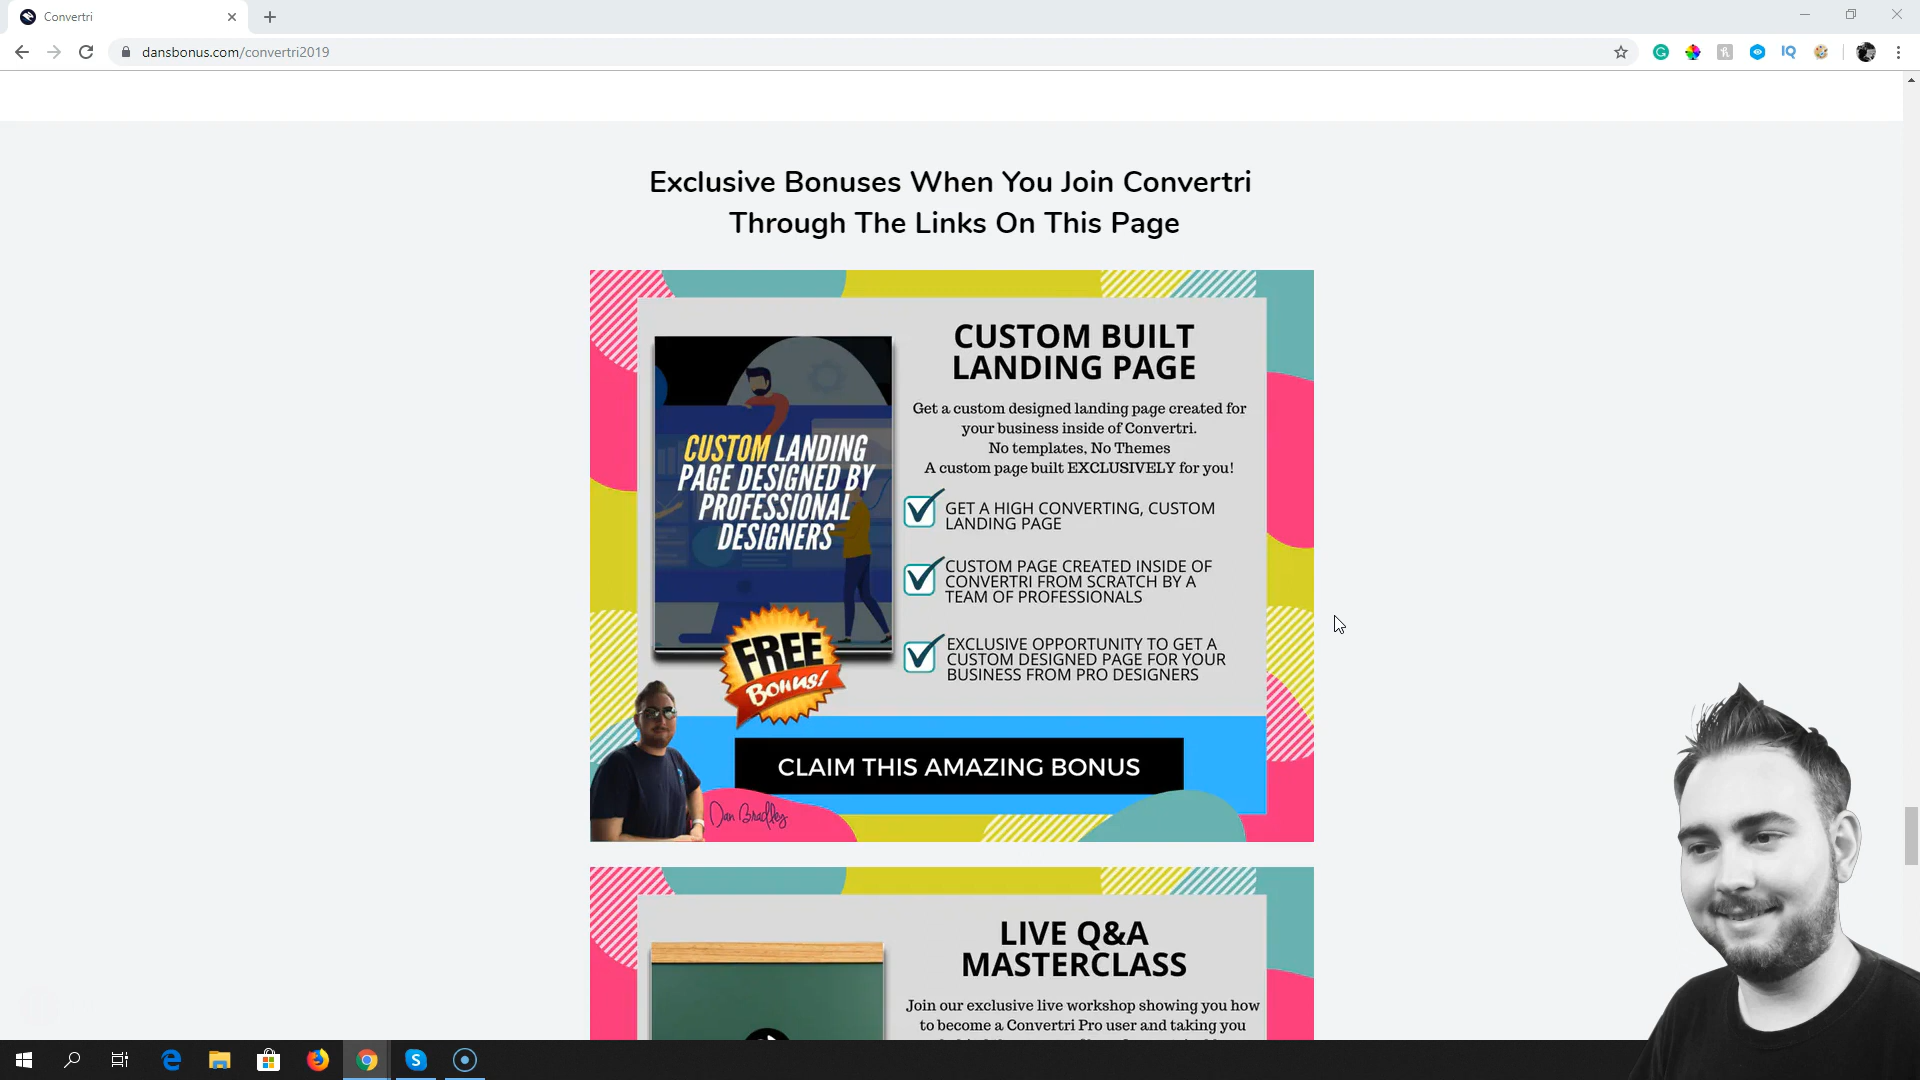 Convertri
dansbonus.com/convertri2019
IQ
Exclusive Bonuses When You Join Convertri
Through The Links On This Page
CUSTOM BUILT
LANDING PAGE
Get a custom designed landing page created for
your business inside of Convertri.
No templates, No Themes
A custom page built EXCLUSIVELY for you!
CUSTOM LANDING
PAGE DESIGNED BY
PROFESSIONAL
DESIGNERS
GET A HIGH CONVERTING, CUSTOM
LANDING PAGE
CUSTOM PAGE CREATED INSIDE OF
CONVERTRI FROM SCRATCH BY A
TEAM OF PROFESSIONALS
EXCLUSIVE OPPORTUNITY TO GET A
CUSTOM DESIGNED PAGE FOR YOUR
BUSINESS FROM PRO DESIGNERS
FREE
Bonus!
CLAIM THIS AMAZING BONUS
Dan Bradley
LIVE Q&A
MASTERCLASS
Join our exclusive live workshop showing you how
to become a Convertri Pro user and taking you